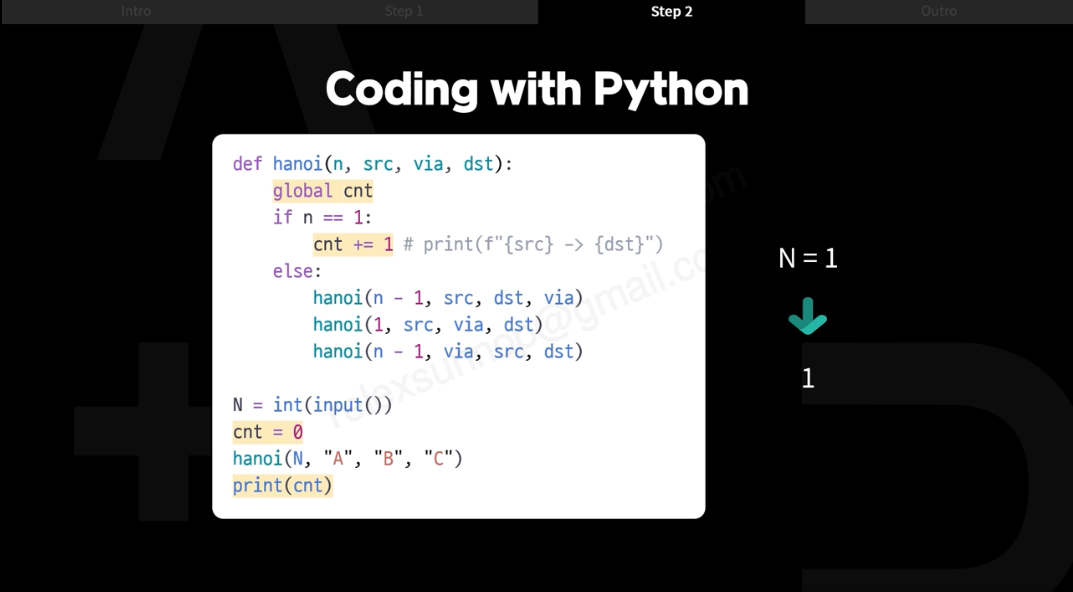 Intro
Step 1
Step 2
Outro
Coding with Python
def hanoi(n, src, via, dst):
    global cnt
    if n == 1:
        cnt += 1 # print(f"{src} -> {dst}")
    else:
        hanoi(n - 1, src, dst, via)
        hanoi(1, src, via, dst)
        hanoi(n - 1, via, src, dst)
N = int(input())
cnt = 0
hanoi(N, "A", "B", "C")
print(cnt)
N = 1
1